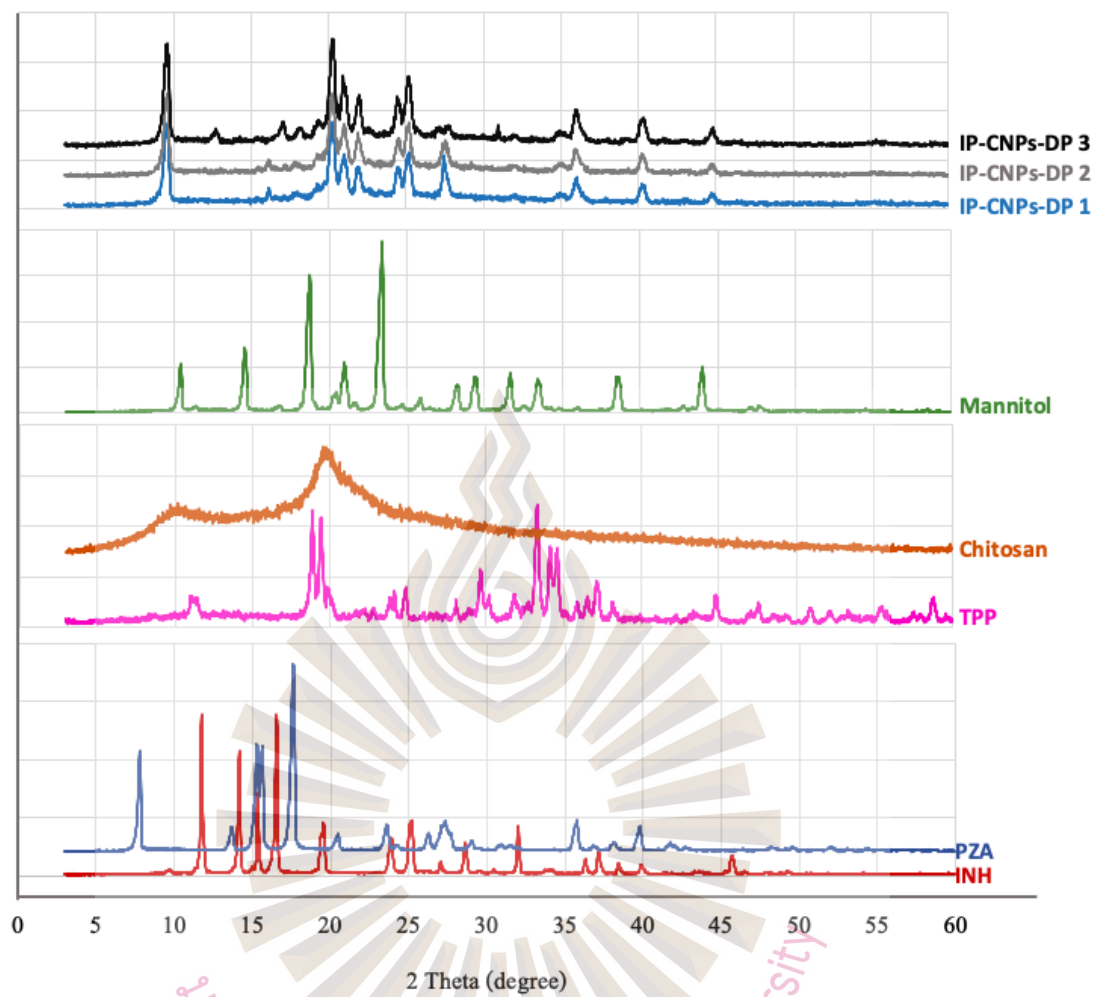 IP-CNPs-DP 3
IP-CNPs-DP 2
IP-CNPs-DP 1
Mannitol
Chitosan
TPP
PZA
INH
0 5 10 15 20 25 30 35 40 45 50 55 60
2 Theta (degree)